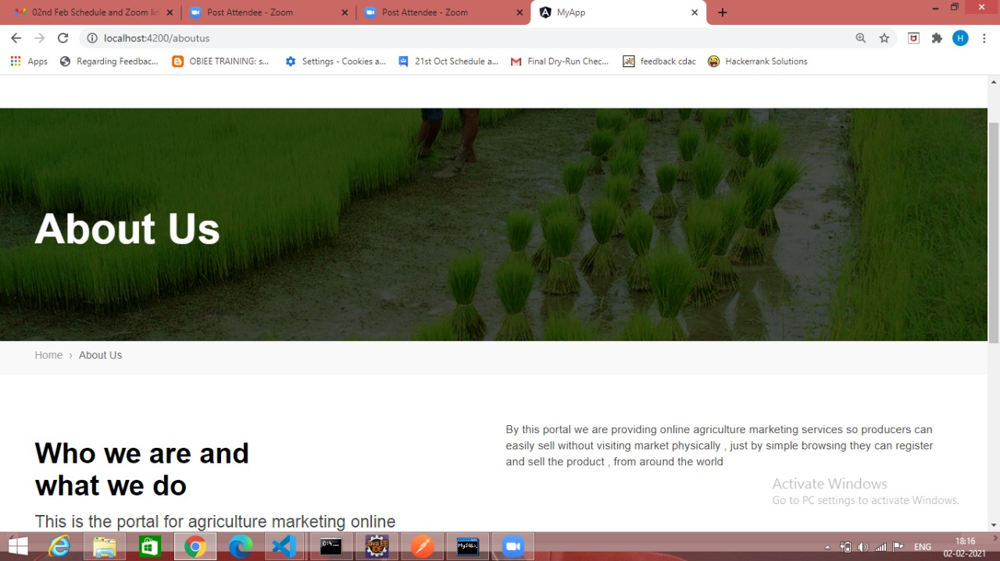 02nd Feb Schedule and Zoom lin
Post Attendee - Zoom
Post Attendee - Zoom
MyApp
localhost:4200/aboutus
H
Apps
Regarding Feedbac...
OBIEE TRAINING: s...
Settings - Cookies a...
21st Oct Schedule a...
Final Dry Run Chec...
feedback cdac
Hackerrank Solutions
About Us
Home › About Us
Who we are and
what we do
This is the portal for agriculture marketing online
By this portal we are providing online agriculture marketing services so producers can
easily sell without visiting market physically , just by simple browsing they can register
and sell the product , from around the world
Activate Windows
Go to PC settings to activate Windows.
C:\_
Java EE
IDE
MySQL
ENG
18:16
02-02-2021